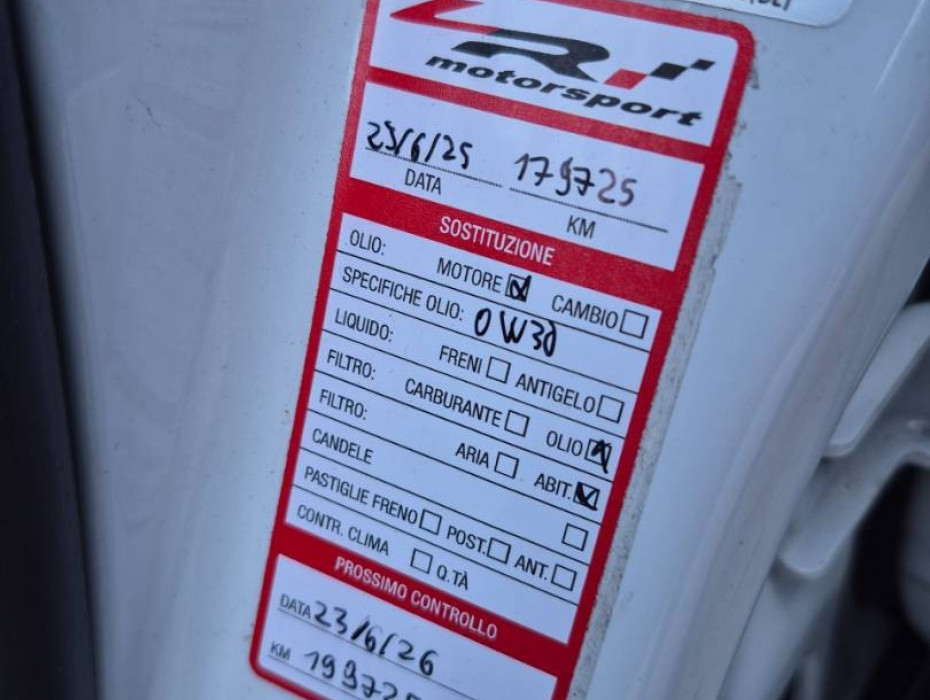 R
motorsport
23/6/25 179725
DATA KM
SOSTITUZIONE
OLIO: MOTORE CAMBIO
SPECIFICHE OLIO: 0W30
LIQUIDO: FRENI ANTIGELO
FILTRO: CARBURANTE OLIO
FILTRO: ARIA ABIT.
CANDELE
PASTIGLIE FRENO POST. ANT.
CONTR. CLIMA Q.TÀ
PROSSIMO CONTROLLO
DATA 23/6/26
KM 199725